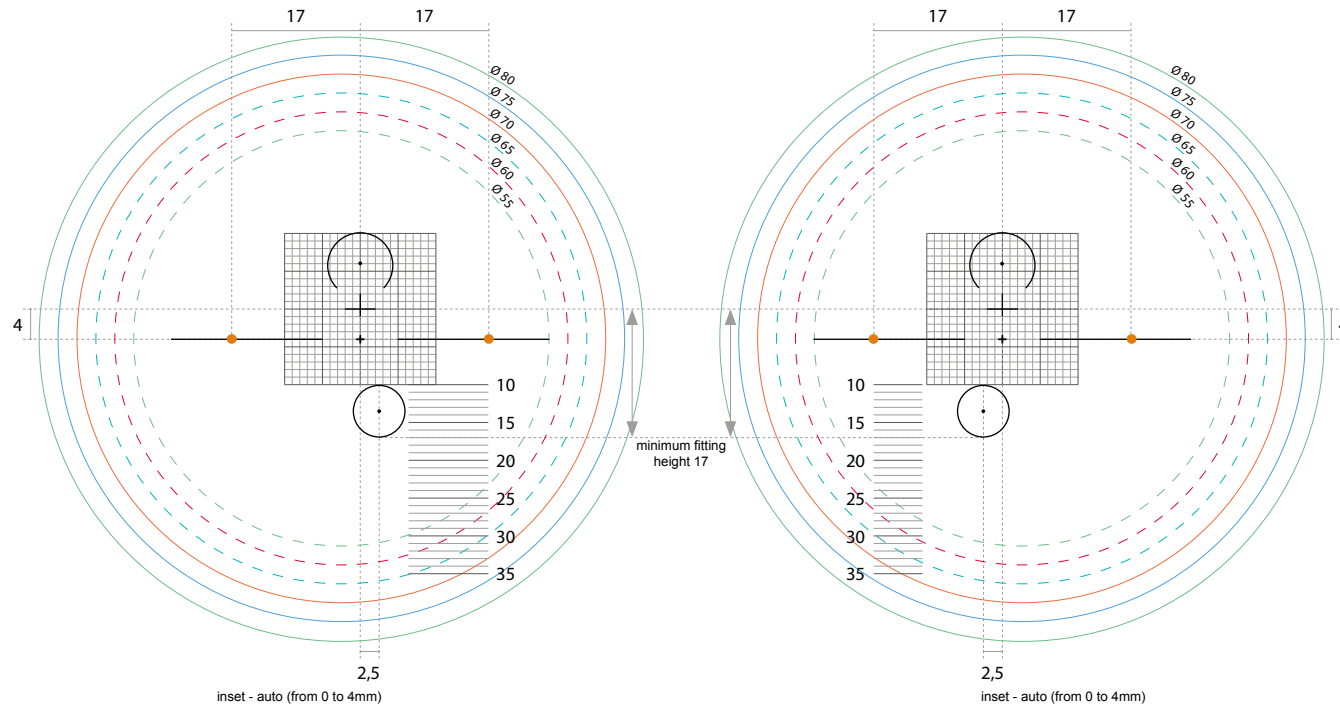 17 17
17 17
Ø 80
Ø 75
Ø 70
Ø 65
Ø 60
Ø 55
Ø 80
Ø 75
Ø 70
Ø 65
Ø 60
Ø 55
4
10
15
20
25
30
35
minimum fitting
height 17
10
15
20
25
30
35
2,5
inset - auto (from 0 to 4mm)
2,5
inset - auto (from 0 to 4mm)